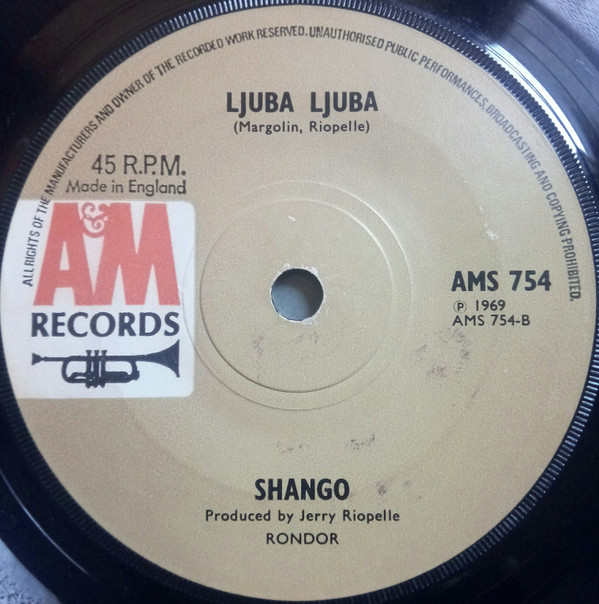 ALL RIGHTS OF THE MANUFACTURERS AND OWNER OF THE RECORDED WORK RESERVED. UNAUTHORISED PUBLIC PERFORMANCES, BROADCASTING AND COPYING PROHIBITED.
LJUBA LJUBA
(Margolin, Riopelle)
45 R.P.M.
Made in England
A&M
RECORDS
AMS 754
℗ 1969
AMS 754-B
SHANGO
Produced by Jerry Riopelle
RONDOR